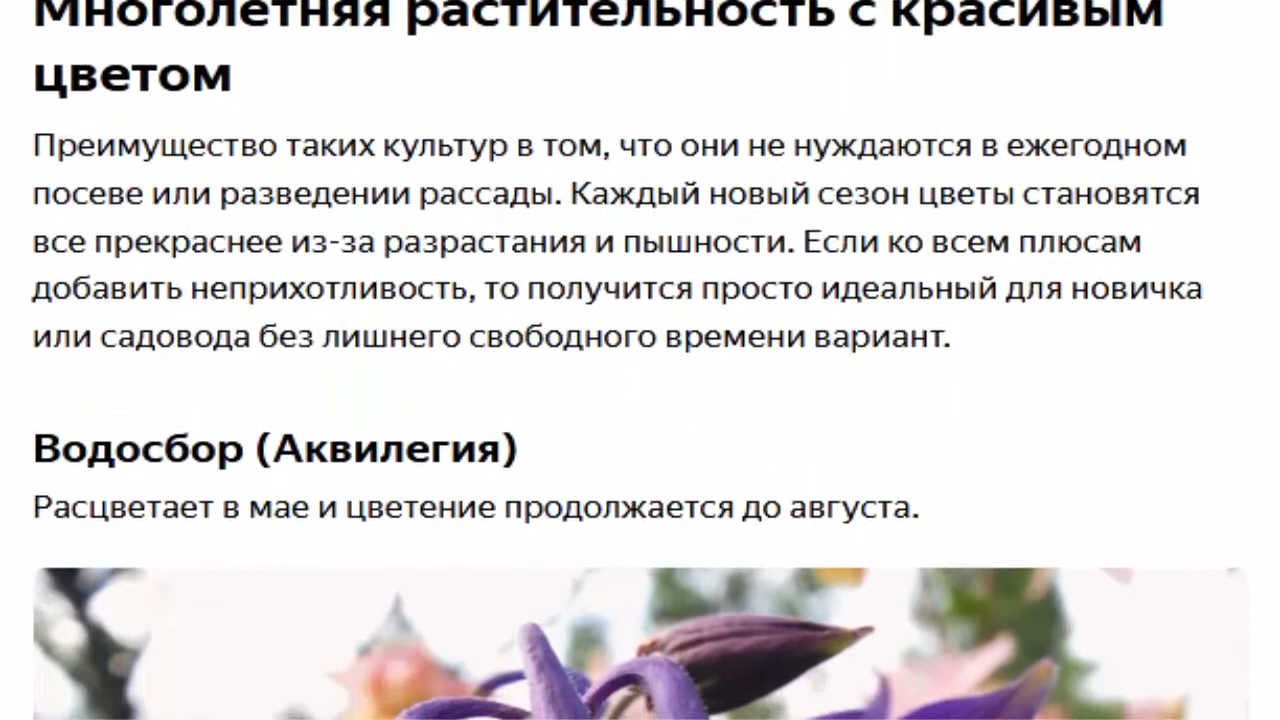 Многолетняя растительность с красивым
цветом
Преимущество таких культур в том, что они не нуждаются в ежегодном
посеве или разведении рассады. Каждый новый сезон цветы становятся
все прекраснее из-за разрастания и пышности. Если ко всем плюсам
добавить неприхотливость, то получится просто идеальный для новичка
или садовода без лишнего свободного времени вариант.
Водосбор (Аквилегия)
Расцветает в мае и цветение продолжается до августа.